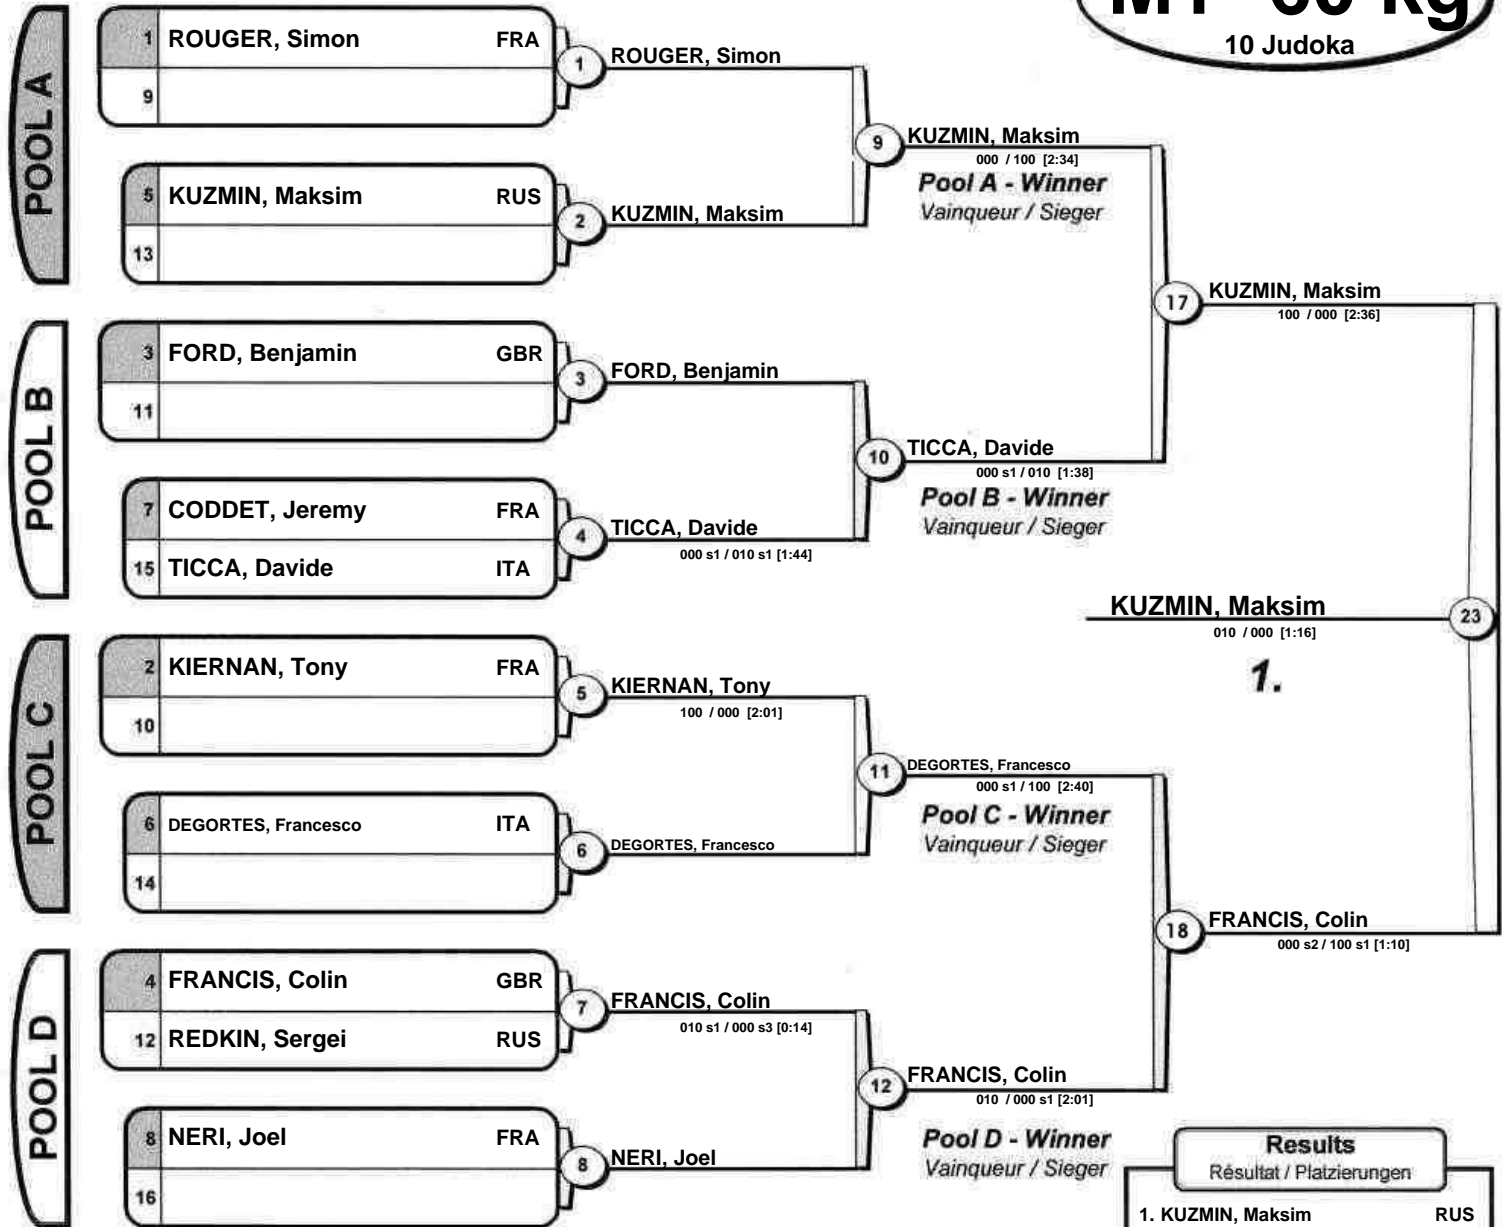 M1 -60 kg
10 Judoka
POOL A
1 ROUGER, Simon FRA
9
1
ROUGER, Simon
5 KUZMIN, Maksim RUS
13
2
KUZMIN, Maksim
9
KUZMIN, Maksim
000 / 100 [2:34]
Pool A - Winner
Vainqueur / Sieger
POOL B
3 FORD, Benjamin GBR
11
3
FORD, Benjamin
7 CODDET, Jeremy FRA
15 TICCA, Davide ITA
4
TICCA, Davide
000 s1 / 010 s1 [1:44]
10
TICCA, Davide
000 s1 / 010 [1:38]
Pool B - Winner
Vainqueur / Sieger
17
KUZMIN, Maksim
100 / 000 [2:36]
KUZMIN, Maksim
010 / 000 [1:16]
1.
23
POOL C
2 KIERNAN, Tony FRA
10
5
KIERNAN, Tony
100 / 000 [2:01]
6 DEGORTES, Francesco ITA
14
6
DEGORTES, Francesco
11
DEGORTES, Francesco
000 s1 / 100 [2:40]
Pool C - Winner
Vainqueur / Sieger
18
FRANCIS, Colin
000 s2 / 100 s1 [1:10]
POOL D
4 FRANCIS, Colin GBR
12 REDKIN, Sergei RUS
7
FRANCIS, Colin
010 s1 / 000 s3 [0:14]
8 NERI, Joel FRA
16
8
NERI, Joel
12
FRANCIS, Colin
010 / 000 s1 [2:01]
Pool D - Winner
Vainqueur / Sieger
Results
Résultat / Platzierungen
1. KUZMIN, Maksim RUS